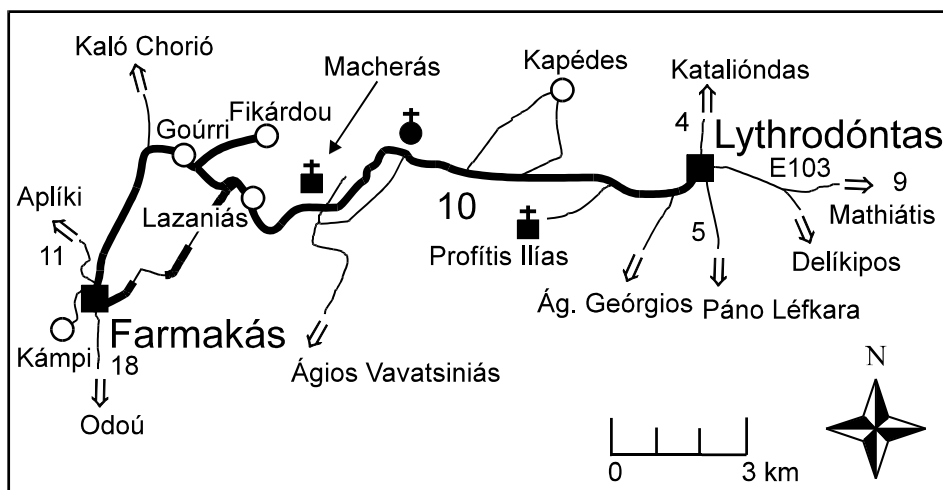 Kaló Chorió
Macherás
Kapédes
Katalióndas
Fikárdou
Goúrri
4
Lythrodóntas
E103
9
Mathiátis
Aplíki
Lazaniás
10
11
Profítis Ilías
5
Delíkipos
Ág. Geórgios
Páno Léfkara
Farmakás
Kámpi
18
Ágios Vavatsiniás
N
Odoú
0 3 km